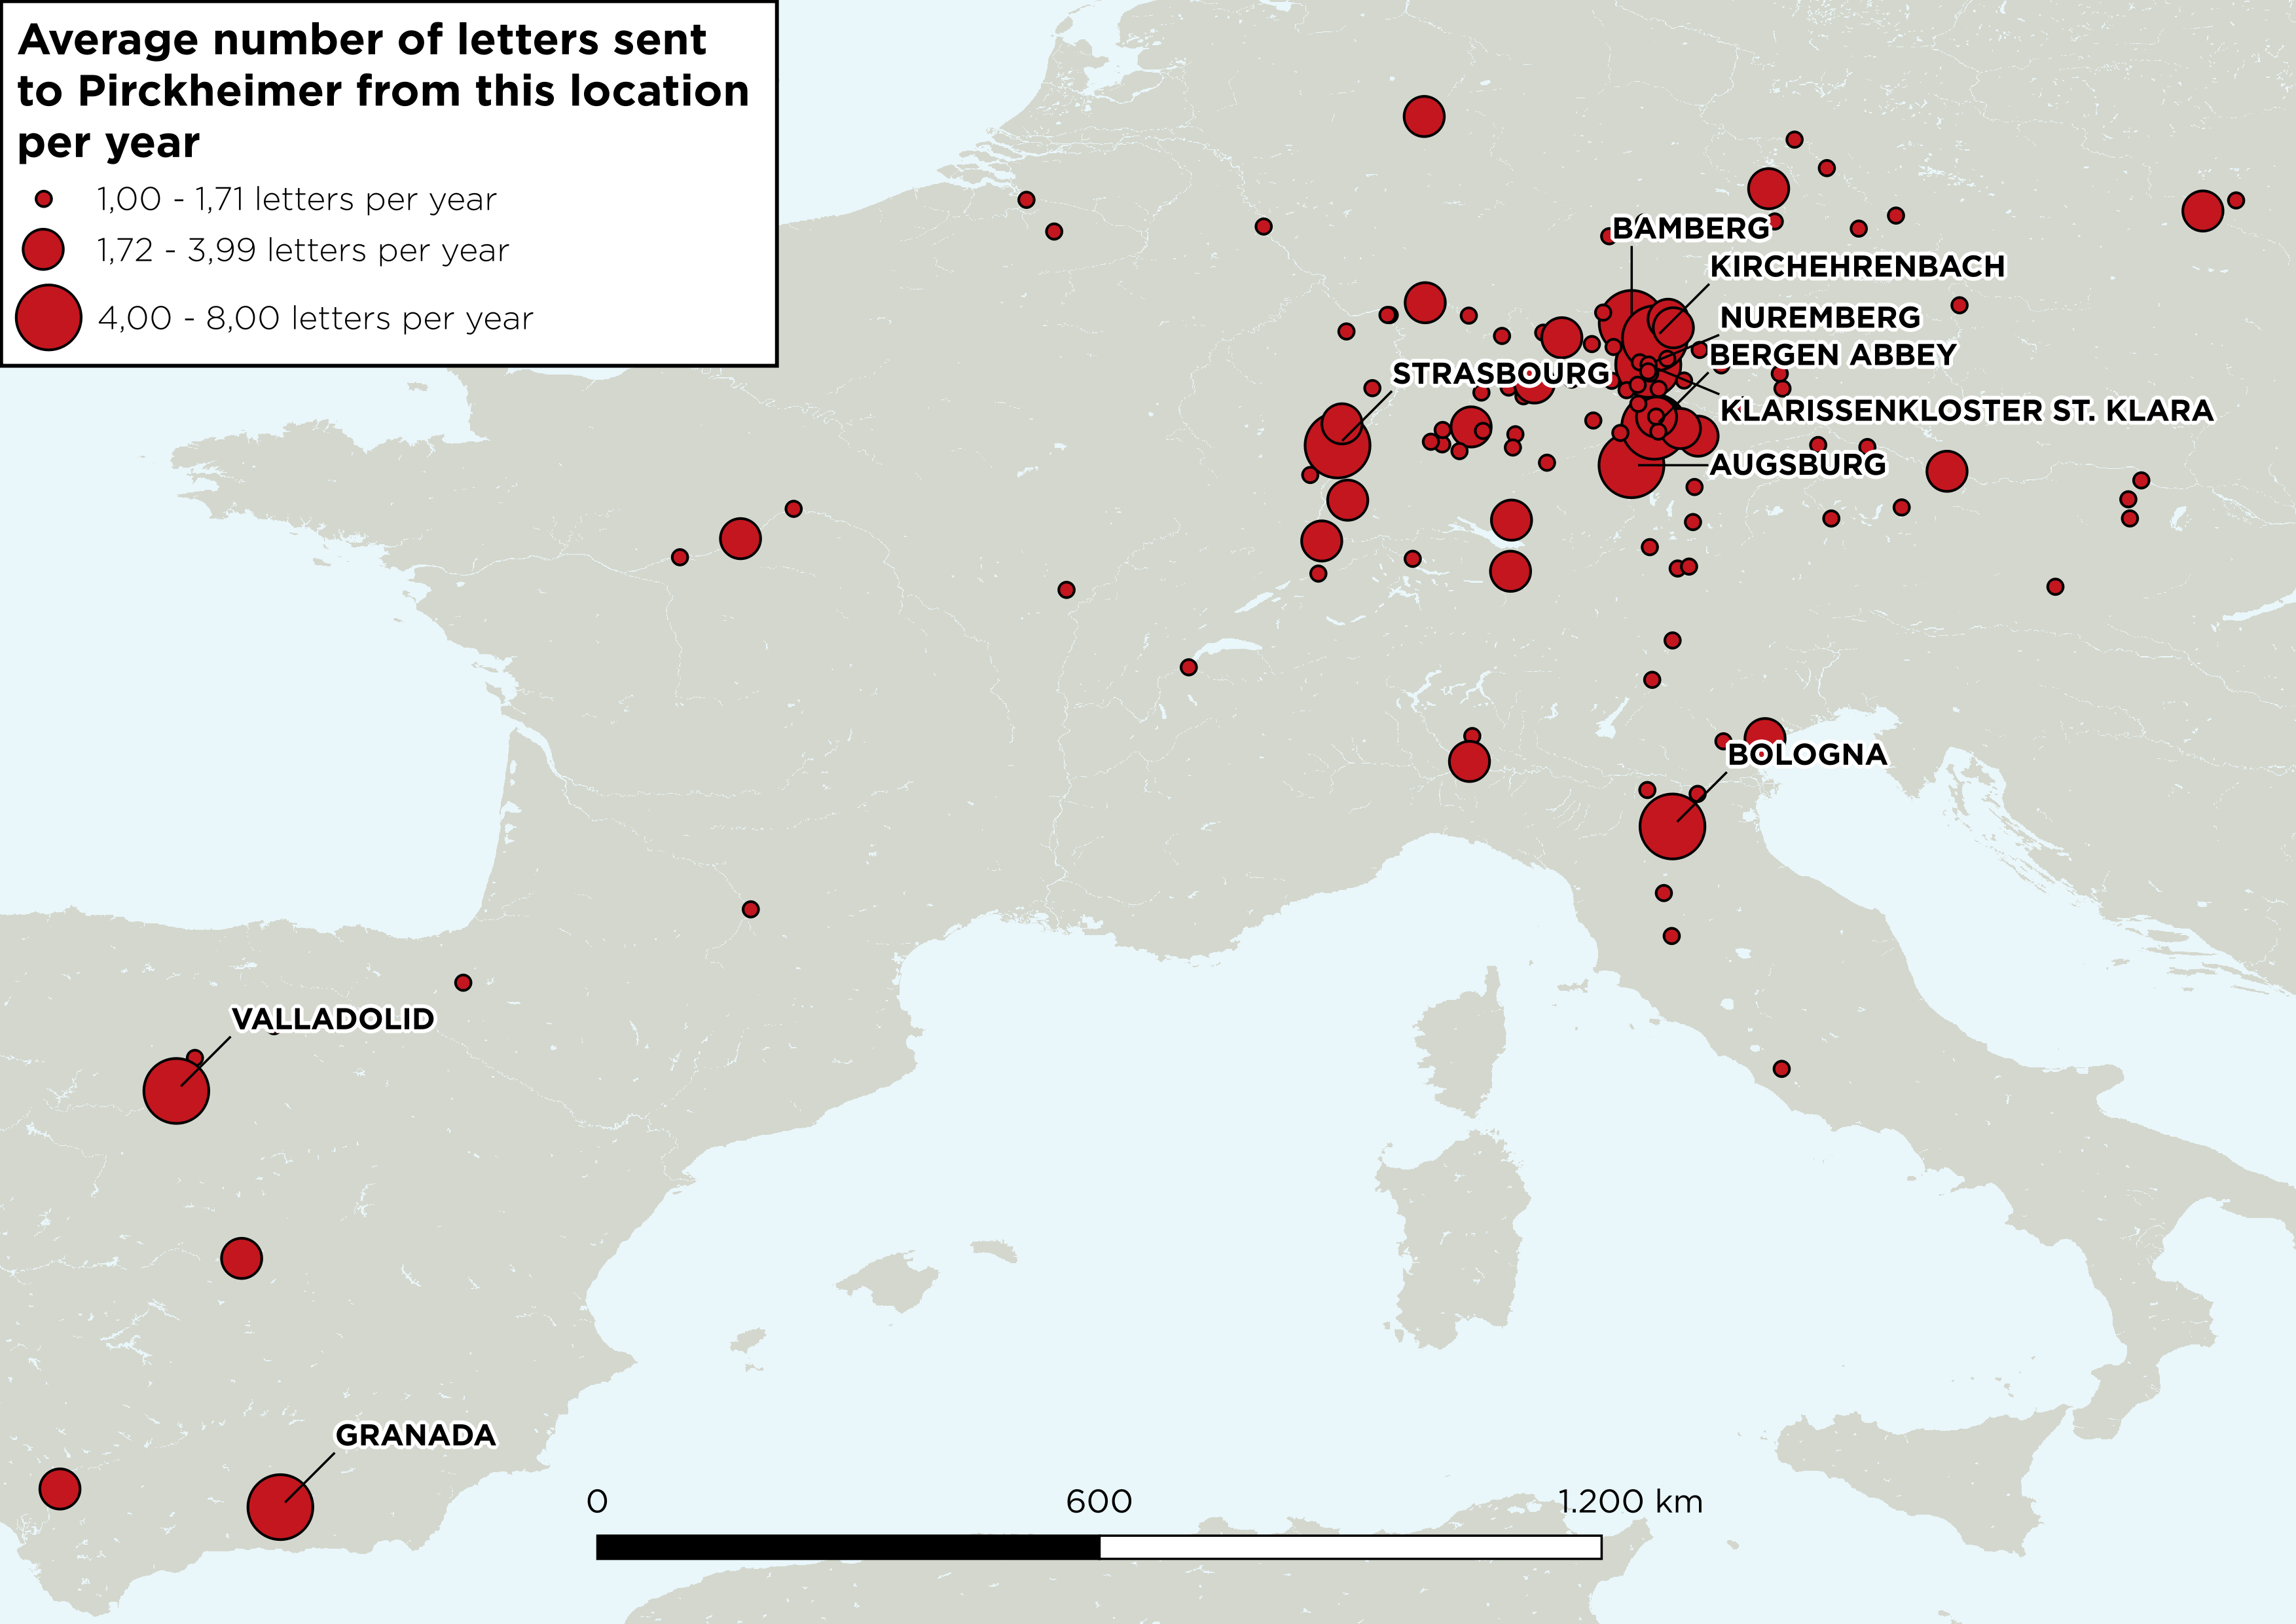 Average number of letters sent
to Pirckheimer from this location
per year
1,00 - 1,71 letters per year
1,72 - 3,99 letters per year
4,00 - 8,00 letters per year
BAMBERG
KIRCHEHRENBACH
NUREMBERG
BERGEN ABBEY
STRASBOURG
KLARISSENKLOSTER ST. KLARA
AUGSBURG
BOLOGNA
VALLADOLID
GRANADA
0 600 1.200 km